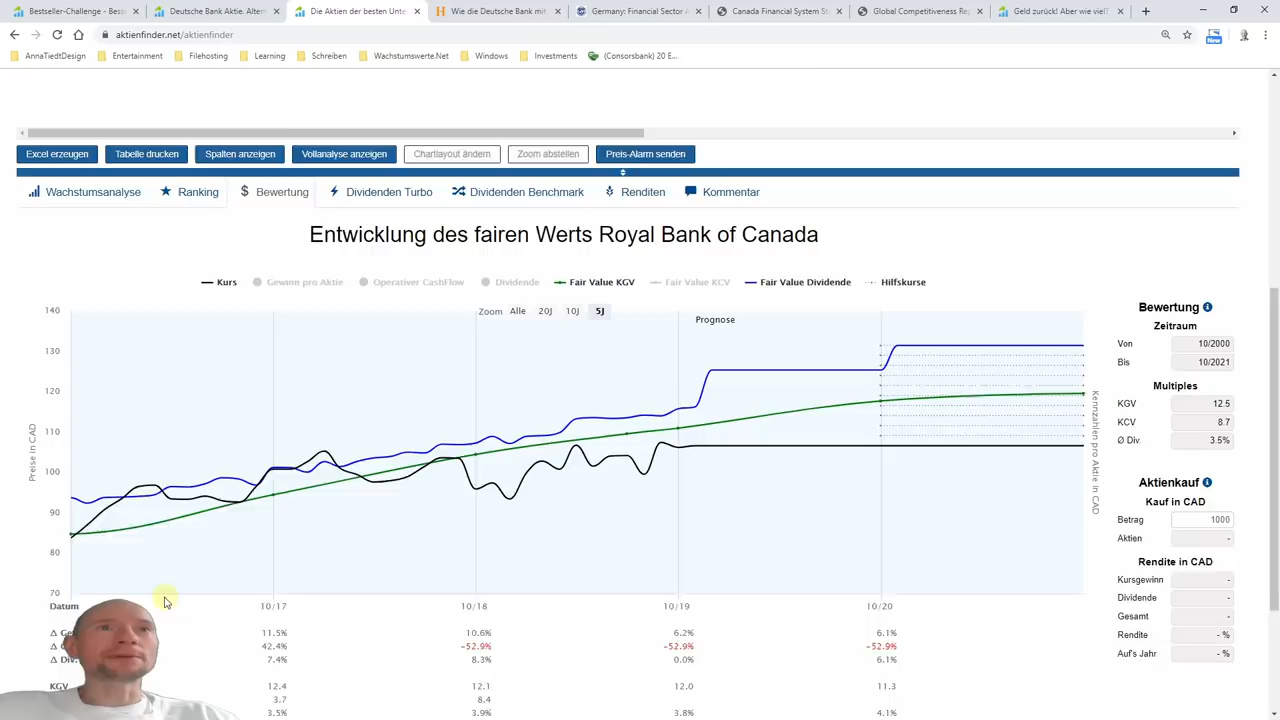 Bestseller-Challenge - Bess
Deutsche Bank Aktie, Altern
Die Aktien der besten Unte
Wie die Deutsche Bank mit
Germany: Financial Sector A
Canada Financial System St
Global Competitiveness Rep
Geld zurück! Aber wie viel?
aktienfinder.net/aktienfinder
New
AnnaTiedtDesign
Entertainment
Filehosting
Learning
Schreiben
Wachstumswerte.Net
Windows
Investments
(Consorsbank) 20 E...
Excel erzeugen
Tabelle drucken
Spalten anzeigen
Vollanalyse anzeigen
Chartlayout ändern
Zoom abstellen
Preis-Alarm senden
Wachstumsanalyse
Ranking
$ Bewertung
Dividenden Turbo
Dividenden Benchmark
Renditen
Kommentar
Entwicklung des fairen Werts Royal Bank of Canada
Kurs
Gewinn pro Aktie
Operativer CashFlow
Dividende
Fair Value KGV
Fair Value KCV
Fair Value Dividende
Hilfskurse
Zoom Alle 20J 10J 5J
Prognose
140
130
120
110
100
90
80
70
Preise in CAD
Kennzahlen pro Aktie in CAD
Datum 10/17 10/18 10/19 10/20
11.5% 10.6% 6.2% 6.1%
42.4% -52.9% -52.9% -52.9%
Δ Div. 7.4% 8.3% 0.0% 6.1%
KGV 12.4 12.1 12.0 11.3
3.7 8.4
3.5% 3.9% 3.8% 4.1%
Bewertung
Zeitraum
Von 10/2000
Bis 10/2021
Multiples
KGV 12.5
KCV 8.7
Ø Div. 3.5%
Aktienkauf
Kauf in CAD
Betrag 1000
Aktien -
Rendite in CAD
Kursgewinn -
Dividende -
Gesamt -
Rendite - %
Auf's Jahr - %